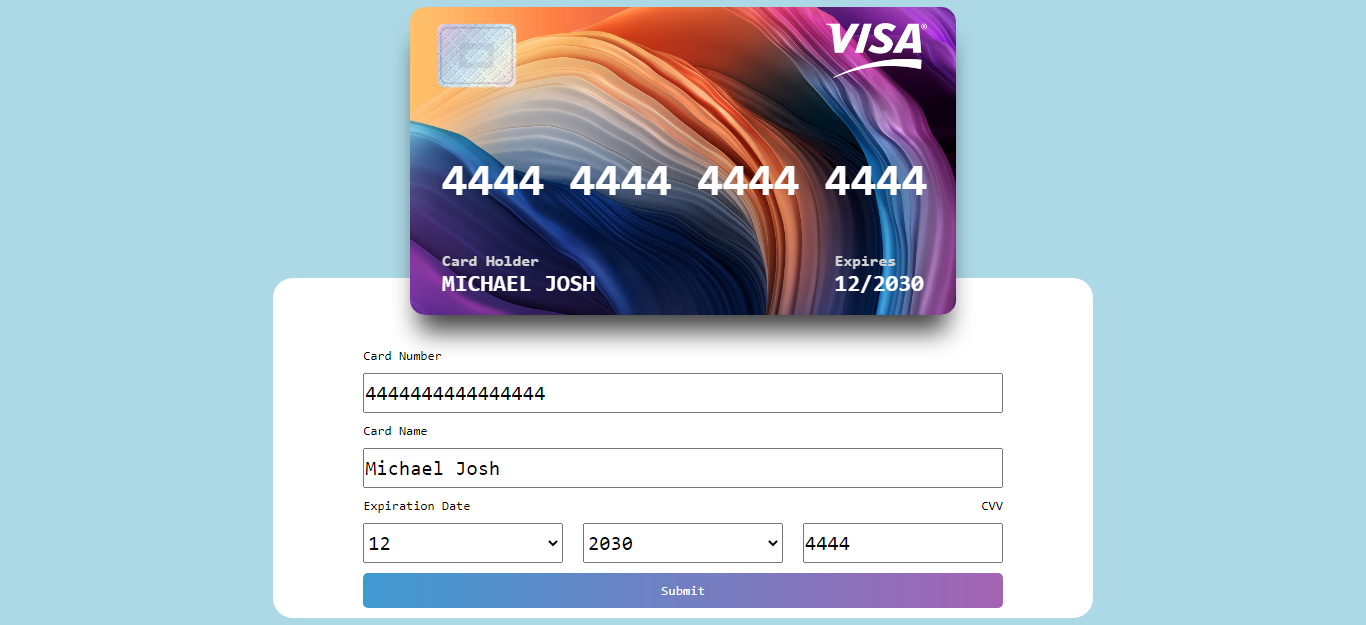 VISA®
4444 4444 4444 4444
Card Holder Expires
MICHAEL JOSH 12/2030
Card Number
4444444444444444
Card Name
Michael Josh
Expiration Date CVV
12 2030 4444
Submit